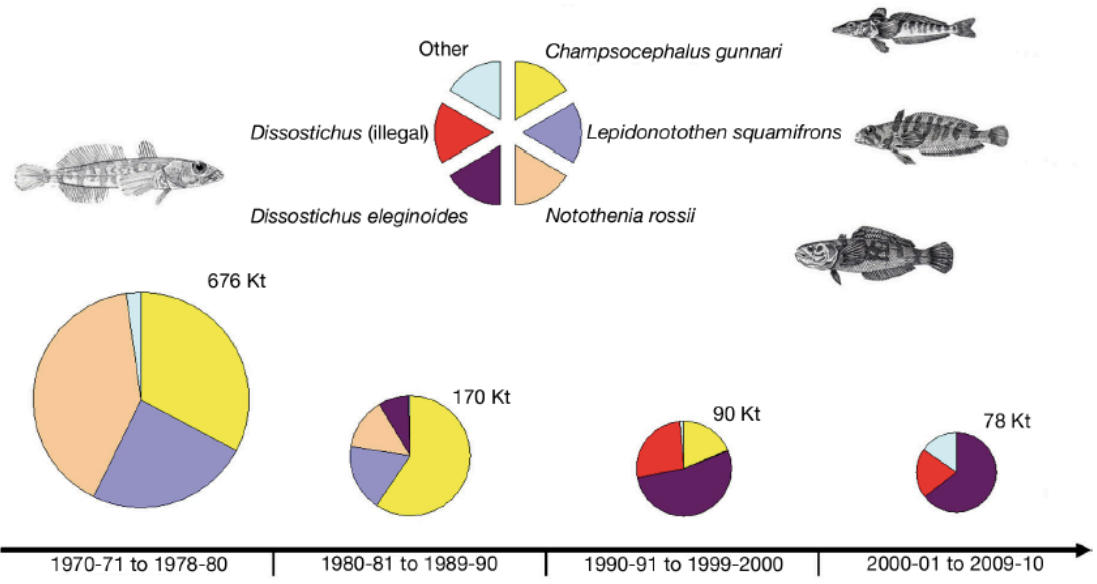 Other
Champsocephalus gunnari
Dissostichus (illegal)
Lepidonotothen squamifrons
Dissostichus eleginoides
Notothenia rossii
676 Kt
170 Kt
90 Kt
78 Kt
1970-71 to 1978-80
1980-81 to 1989-90
1990-91 to 1999-2000
2000-01 to 2009-10